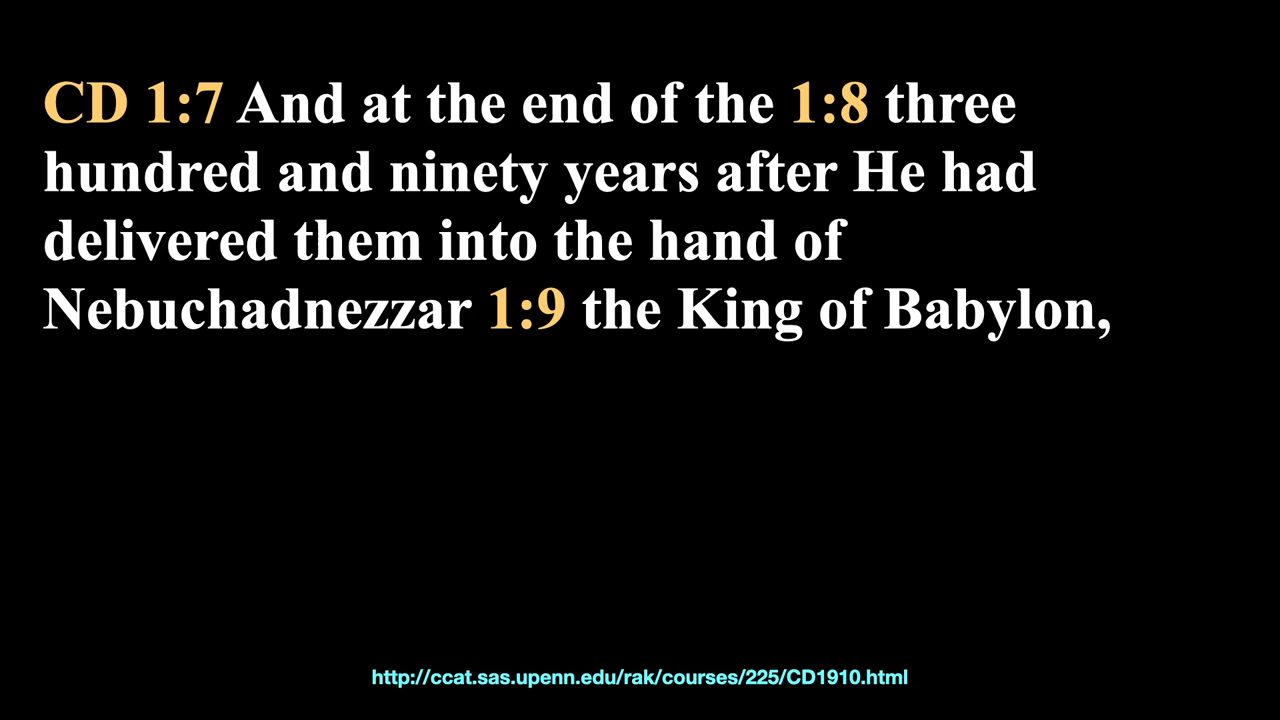 CD 1:7 And at the end of the 1:8 three
hundred and ninety years after He had
delivered them into the hand of
Nebuchadnezzar 1:9 the King of Babylon,
http://ccat.sas.upenn.edu/rak/courses/225/CD1910.html